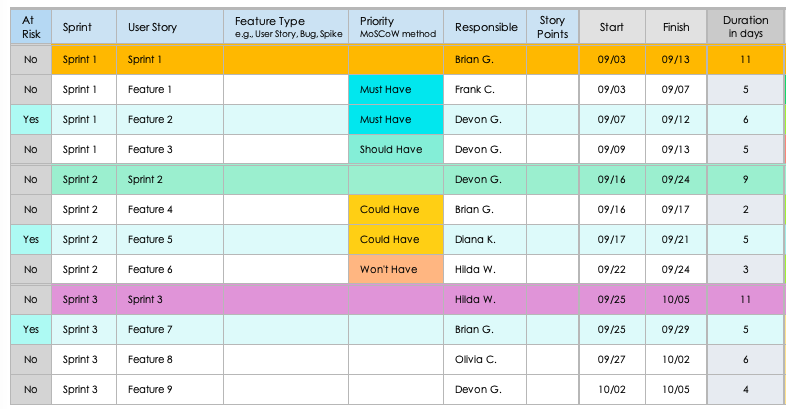 At Risk Sprint User Story Feature Type e.g., User Story, Bug, Spike Priority MoSCoW method Responsible Story Points Start Finish Duration in days
No Sprint 1 Sprint 1 Brian G. 09/03 09/13 11
No Sprint 1 Feature 1 Must Have Frank C. 09/03 09/07 5
Yes Sprint 1 Feature 2 Must Have Devon G. 09/07 09/12 6
No Sprint 1 Feature 3 Should Have Devon G. 09/09 09/13 5
No Sprint 2 Sprint 2 Devon G. 09/16 09/24 9
No Sprint 2 Feature 4 Could Have Brian G. 09/16 09/17 2
Yes Sprint 2 Feature 5 Could Have Diana K. 09/17 09/21 5
No Sprint 2 Feature 6 Won't Have Hilda W. 09/22 09/24 3
No Sprint 3 Sprint 3 Hilda W. 09/25 10/05 11
Yes Sprint 3 Feature 7 Brian G. 09/25 09/29 5
No Sprint 3 Feature 8 Olivia C. 09/27 10/02 6
No Sprint 3 Feature 9 Devon G. 10/02 10/05 4